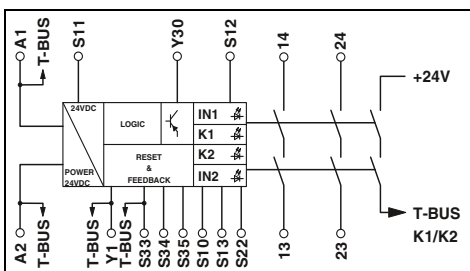 A1
T-BUS
S11
Y30
S12
14
24
+24V
24VDC
LOGIC
IN1
K1
K2
IN2
POWER
24VDC
RESET
&
FEEDBACK
A2
T-BUS
T-BUS
Y1
T-BUS
S33
S34
S35
S10
S13
S22
13
23
T-BUS
K1/K2